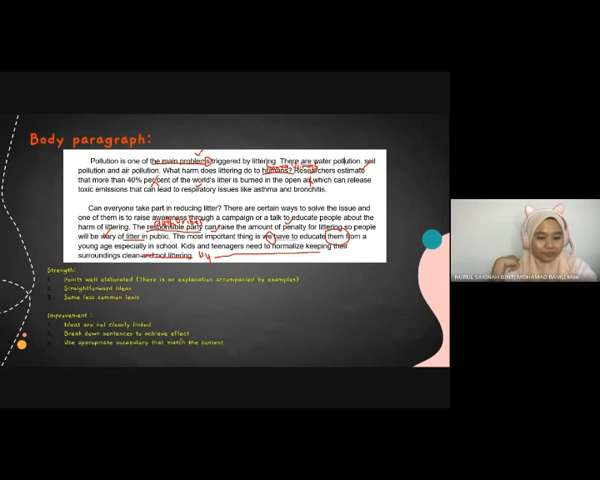 Body paragraph:
Pollution is one of the main problems triggered by littering. There are water pollution, soil
pollution and air pollution. What harm does littering do to humans? Researchers estimate
that more than 40% percent of the world's litter is burned in the open air which can release
toxic emissions that can lead to respiratory issues like asthma and bronchitis.
Can everyone take part in reducing litter? There are certain ways to solve the issue and
one of them is to raise awareness through a campaign or a talk to educate people about the
authorities
harm of littering. The responsible party can raise the amount of penalty for littering so people
will be wary of litter in public. The most important thing is we have to educate them from a
young age especially in school. Kids and teenagers need to normalize keeping their
surroundings clean and not littering. by
Strength:
Points well elaborated (There is an explanation accompanied by examples)
Straightforward ideas
Some less common lexis
Improvement :
Ideas are not clearly linked
Break down sentences to achieve effect
Use appropriate vocabulary that match the context